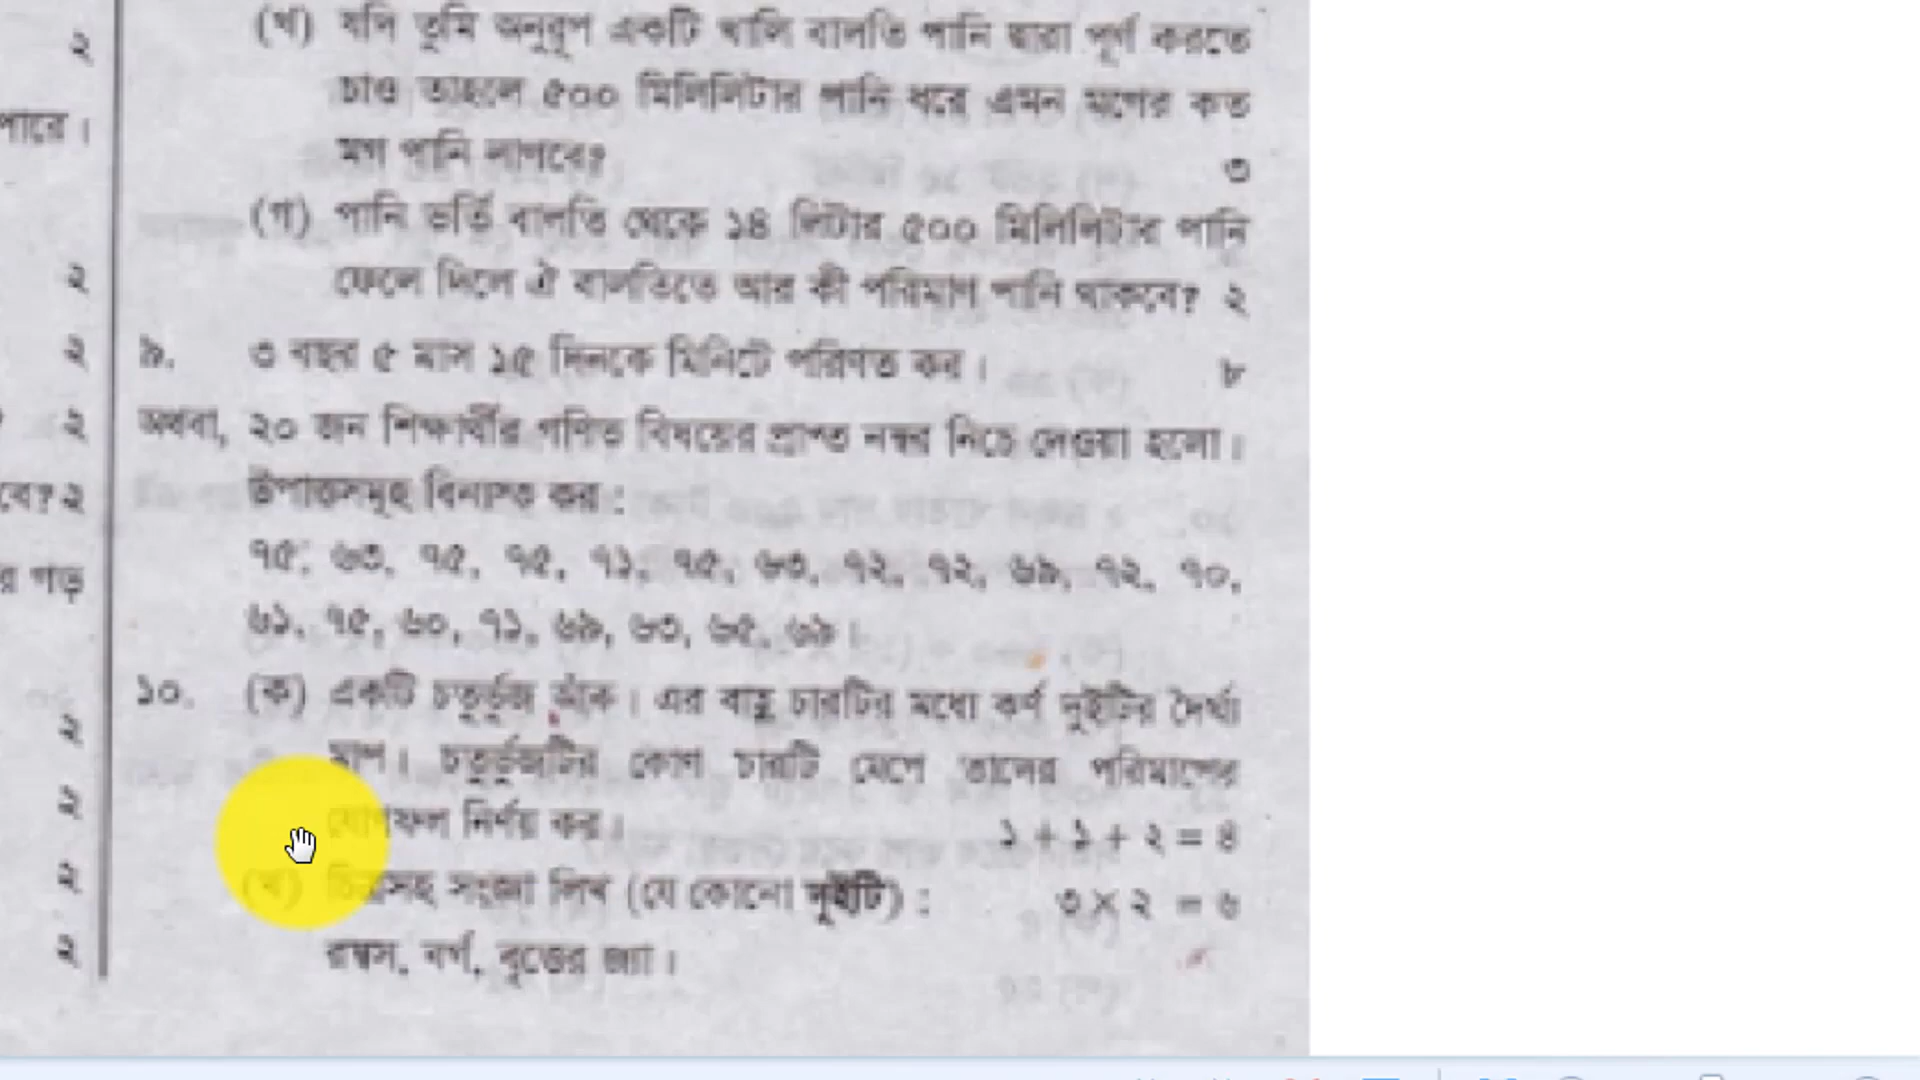 ২
(খ) যদি তুমি অনুরূপ একটি খালি বালতি পানি দ্বারা পূর্ণ করতে
চাও তাহলে ৫০০ মিলিলিটার পানি ধরে এমন মগের কত
পারে।
মগ পানি লাগবে? ৩
(গ) পানি ভর্তি বালতি থেকে ১৪ লিটার ৫০০ মিলিলিটার পানি
২
ফেলে দিলে ঐ বালতিতে আর কী পরিমাণ পানি থাকবে? ২
২
৯. ৩ বছর ৫ মাস ১৫ দিনকে মিনিটে পরিণত কর। ৮
২
অথবা, ২০ জন শিক্ষার্থীর গণিত বিষয়ের প্রাপ্ত নম্বর নিচে দেওয়া হলো।
বে? ২
উপাত্তসমূহ বিন্যস্ত কর :
র গড়
৭৫, ৬৩, ৭৫, ৭৫, ৭১, ৭৫, ৬৩, ৭২, ৭২, ৬৯, ৭২, ৭০,
৬১, ৭৫, ৬০, ৭১, ৬৯, ৬৩, ৬৫, ৬৯।
১০. (ক) একটি চতুর্ভুজ আঁক। এর বাহু চারটির মধ্যে কর্ণ দুইটির দৈর্ঘ্য
২
মাপ। চতুর্ভুজটির কোণ চারটি মেপে তাদের পরিমাপের
২
যোগফল নির্ণয় কর। ১ + ১ + ২ = ৪
২
(খ) চিত্রসহ সংজ্ঞা লিখ (যে কোনো দুইটি) : ৩ × ২ = ৬
২
রম্বস, বর্গ, বৃত্তের জ্যা।